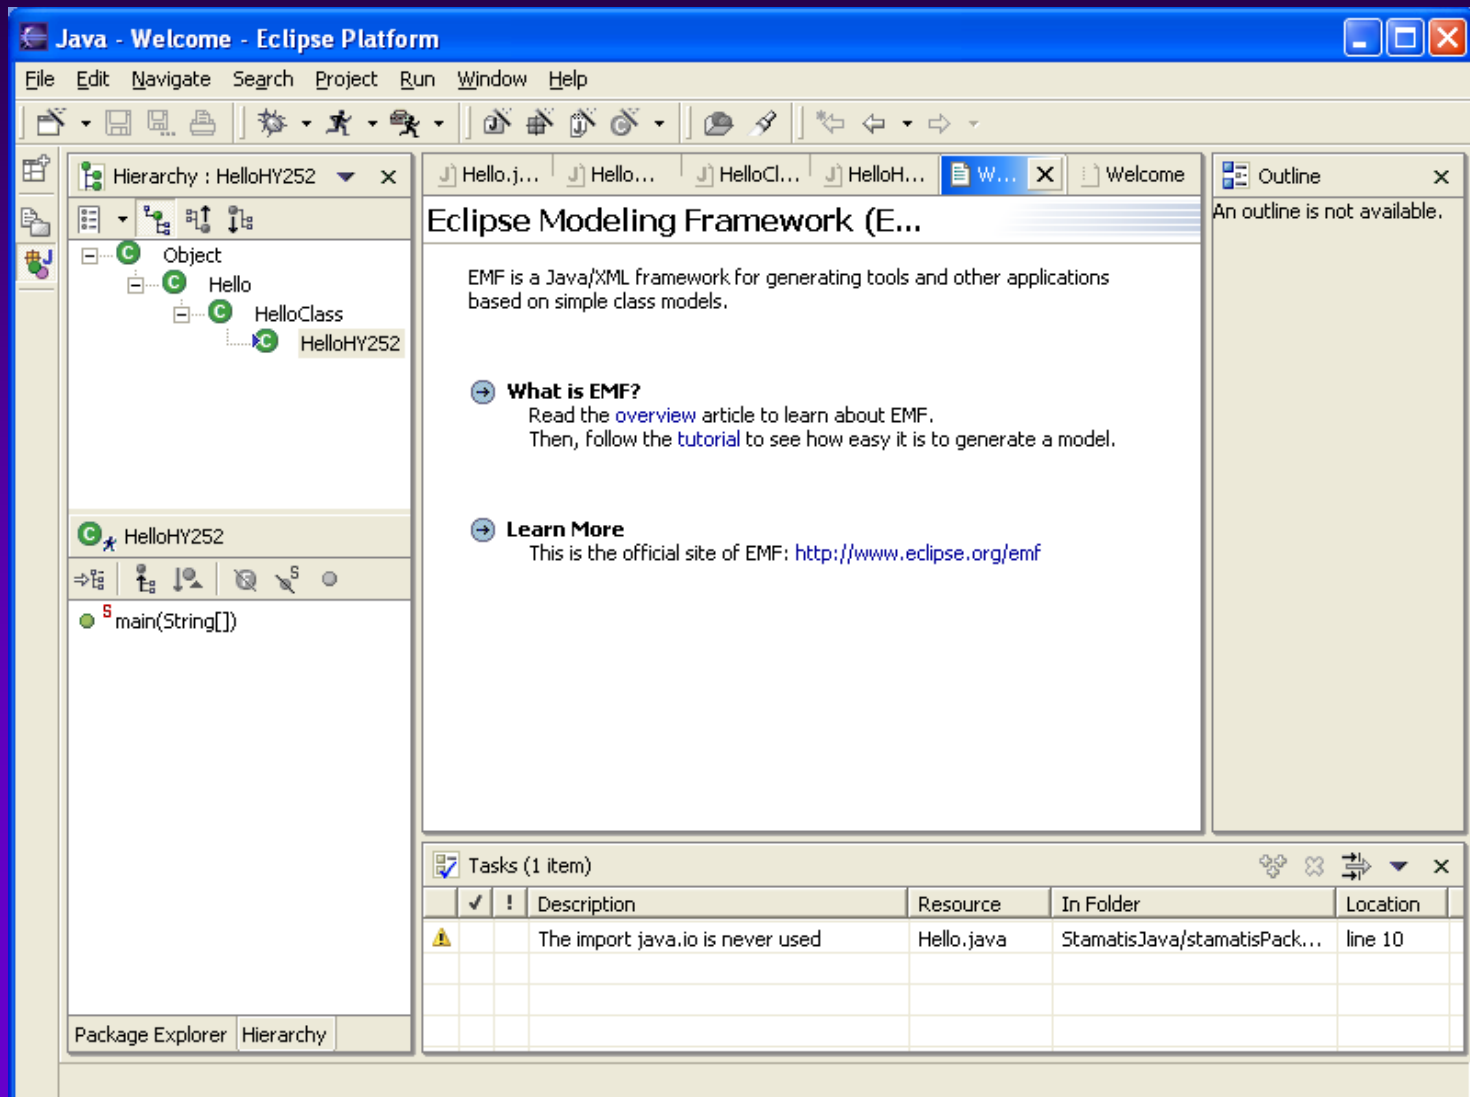 Java - Welcome - Eclipse Platform
File Edit Navigate Search Project Run Window Help
Hierarchy : HelloHY252
Object
Hello
HelloClass
HelloHY252
HelloHY252
main(String[])
Package Explorer Hierarchy
Hello.j... Hello... HelloCl... HelloH... W... Welcome
Eclipse Modeling Framework (E...
EMF is a Java/XML framework for generating tools and other applications
based on simple class models.
What is EMF?
Read the overview article to learn about EMF.
Then, follow the tutorial to see how easy it is to generate a model.
Learn More
This is the official site of EMF: http://www.eclipse.org/emf
Outline
An outline is not available.
Tasks (1 item)
! Description Resource In Folder Location
The import java.io is never used Hello.java StamatisJava/stamatisPack... line 10